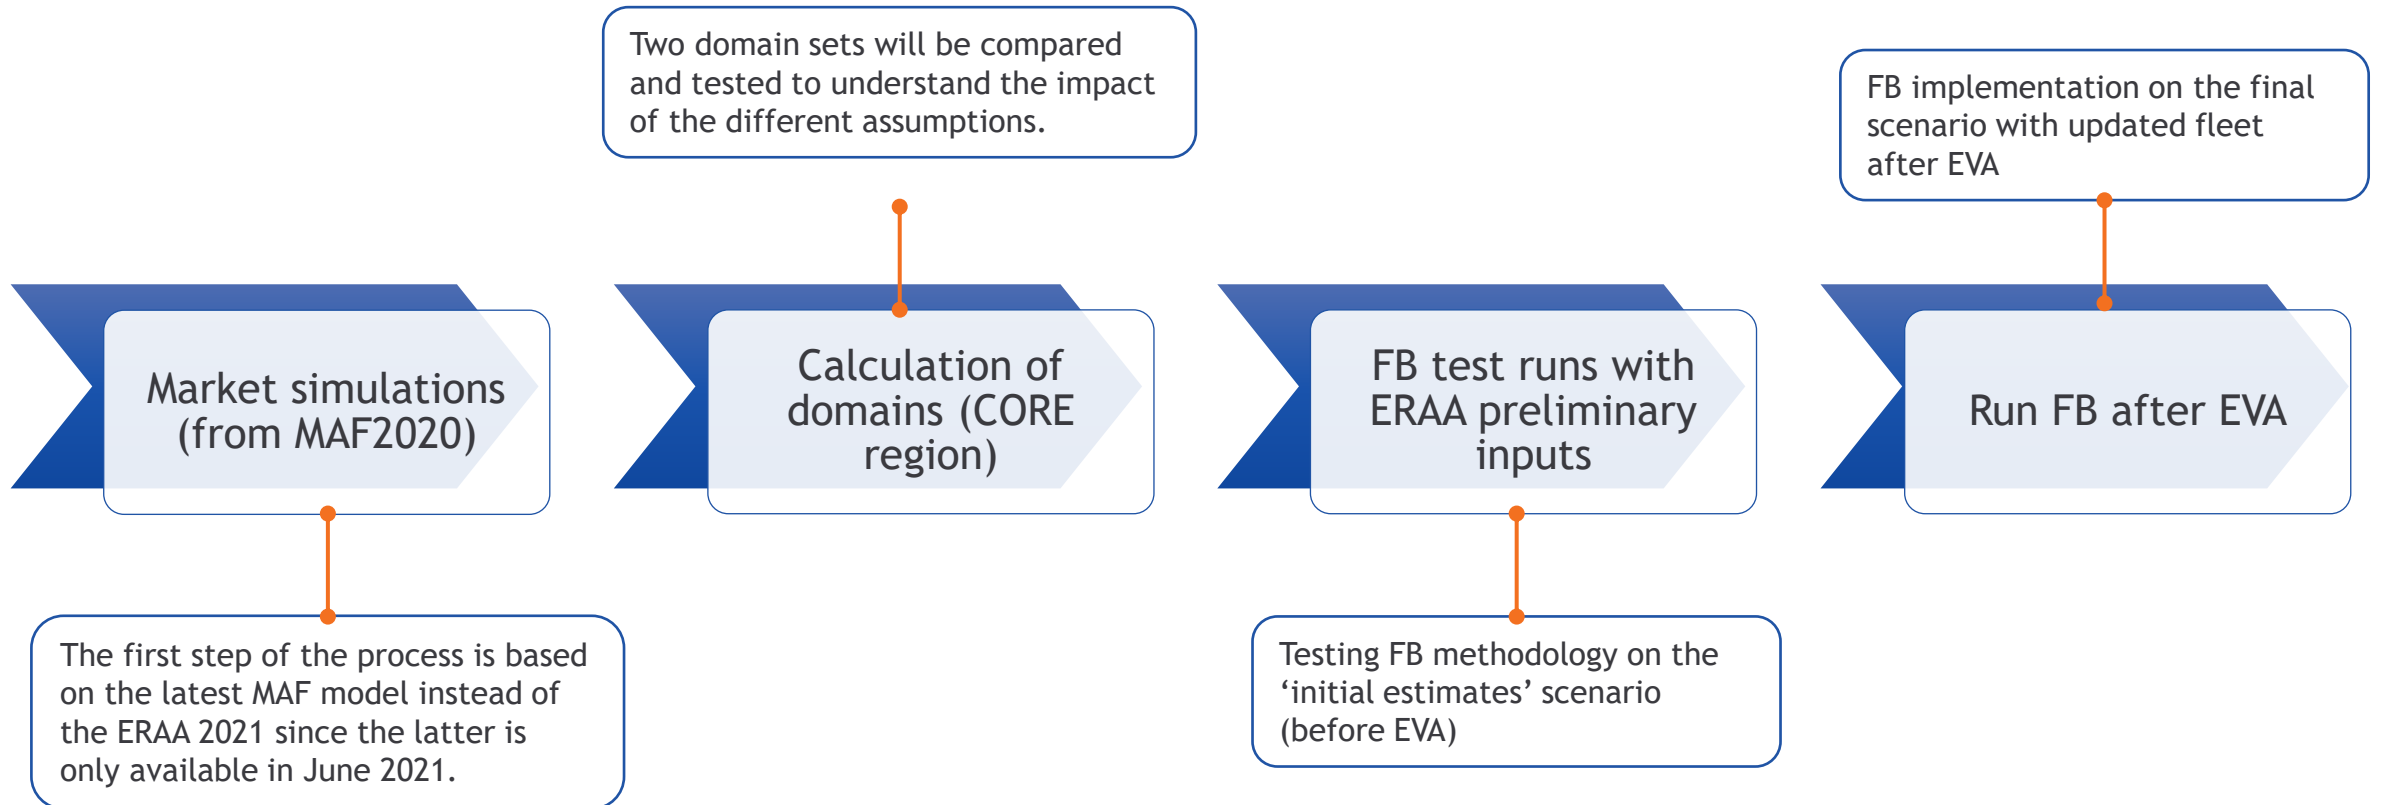 Two domain sets will be compared
and tested to understand the impact
of the different assumptions.
FB implementation on the final
scenario with updated fleet
after EVA
Market simulations
(from MAF2020)
Calculation of
domains (CORE
region)
FB test runs with
ERAA preliminary
inputs
Run FB after EVA
The first step of the process is based
on the latest MAF model instead of
the ERAA 2021 since the latter is
only available in June 2021.
Testing FB methodology on the
‘initial estimates’ scenario
(before EVA)